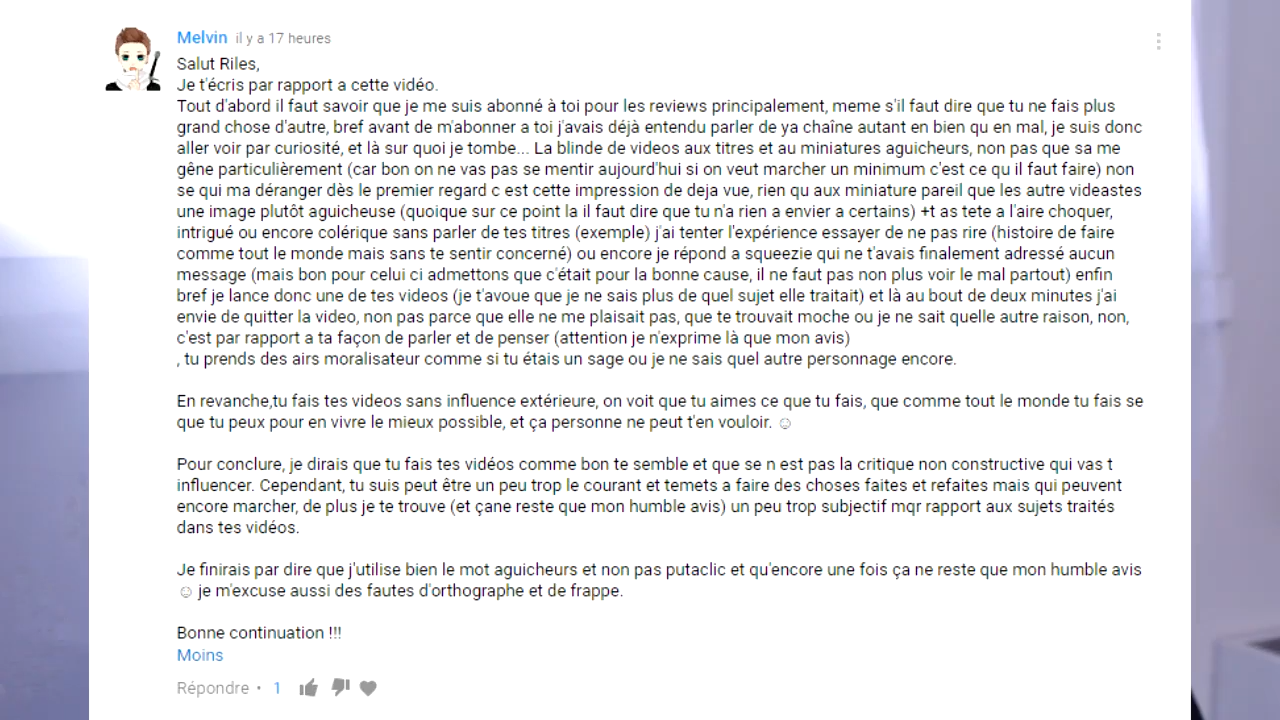 Melvin il y a 17 heures
Salut Riles,
Je t'écris par rapport a cette vidéo.
Tout d'abord il faut savoir que je me suis abonné à toi pour les reviews principalement, meme s'il faut dire que tu ne fais plus
grand chose d'autre, bref avant de m'abonner a toi j'avais déjà entendu parler de ya chaîne autant en bien qu en mal, je suis donc
aller voir par curiosité, et là sur quoi je tombe... La blinde de videos aux titres et au miniatures aguicheurs, non pas que sa me
gêne particulièrement (car bon on ne vas pas se mentir aujourd'hui si on veut marcher un minimum c'est ce qu il faut faire) non
se qui ma déranger dès le premier regard c est cette impression de deja vue, rien qu aux miniature pareil que les autre videastes
une image plutôt aguicheuse (quoique sur ce point la il faut dire que tu n'a rien a envier a certains) +t as tete a l'aire choquer,
intrigué ou encore colérique sans parler de tes titres (exemple) j'ai tenter l'expérience essayer de ne pas rire (histoire de faire
comme tout le monde mais sans te sentir concerné) ou encore je répond a squeezie qui ne t'avais finalement adressé aucun
message (mais bon pour celui ci admettons que c'était pour la bonne cause, il ne faut pas non plus voir le mal partout) enfin
bref je lance donc une de tes videos (je t'avoue que je ne sais plus de quel sujet elle traitait) et là au bout de deux minutes j'ai
envie de quitter la video, non pas parce que elle ne me plaisait pas, que te trouvait moche ou je ne sait quelle autre raison, non,
c'est par rapport a ta façon de parler et de penser (attention je n'exprime là que mon avis)
, tu prends des airs moralisateur comme si tu étais un sage ou je ne sais quel autre personnage encore.
En revanche,tu fais tes videos sans influence extérieure, on voit que tu aimes ce que tu fais, que comme tout le monde tu fais se
que tu peux pour en vivre le mieux possible, et ça personne ne peut t'en vouloir. ☺
Pour conclure, je dirais que tu fais tes vidéos comme bon te semble et que se n est pas la critique non constructive qui vas t
influencer. Cependant, tu suis peut être un peu trop le courant et temets a faire des choses faites et refaites mais qui peuvent
encore marcher, de plus je te trouve (et çane reste que mon humble avis) un peu trop subjectif mqr rapport aux sujets traités
dans tes vidéos.
Je finirais par dire que j'utilise bien le mot aguicheurs et non pas putaclic et qu'encore une fois ça ne reste que mon humble avis
☺ je m'excuse aussi des fautes d'orthographe et de frappe.
Bonne continuation !!!
Moins
Répondre • 1